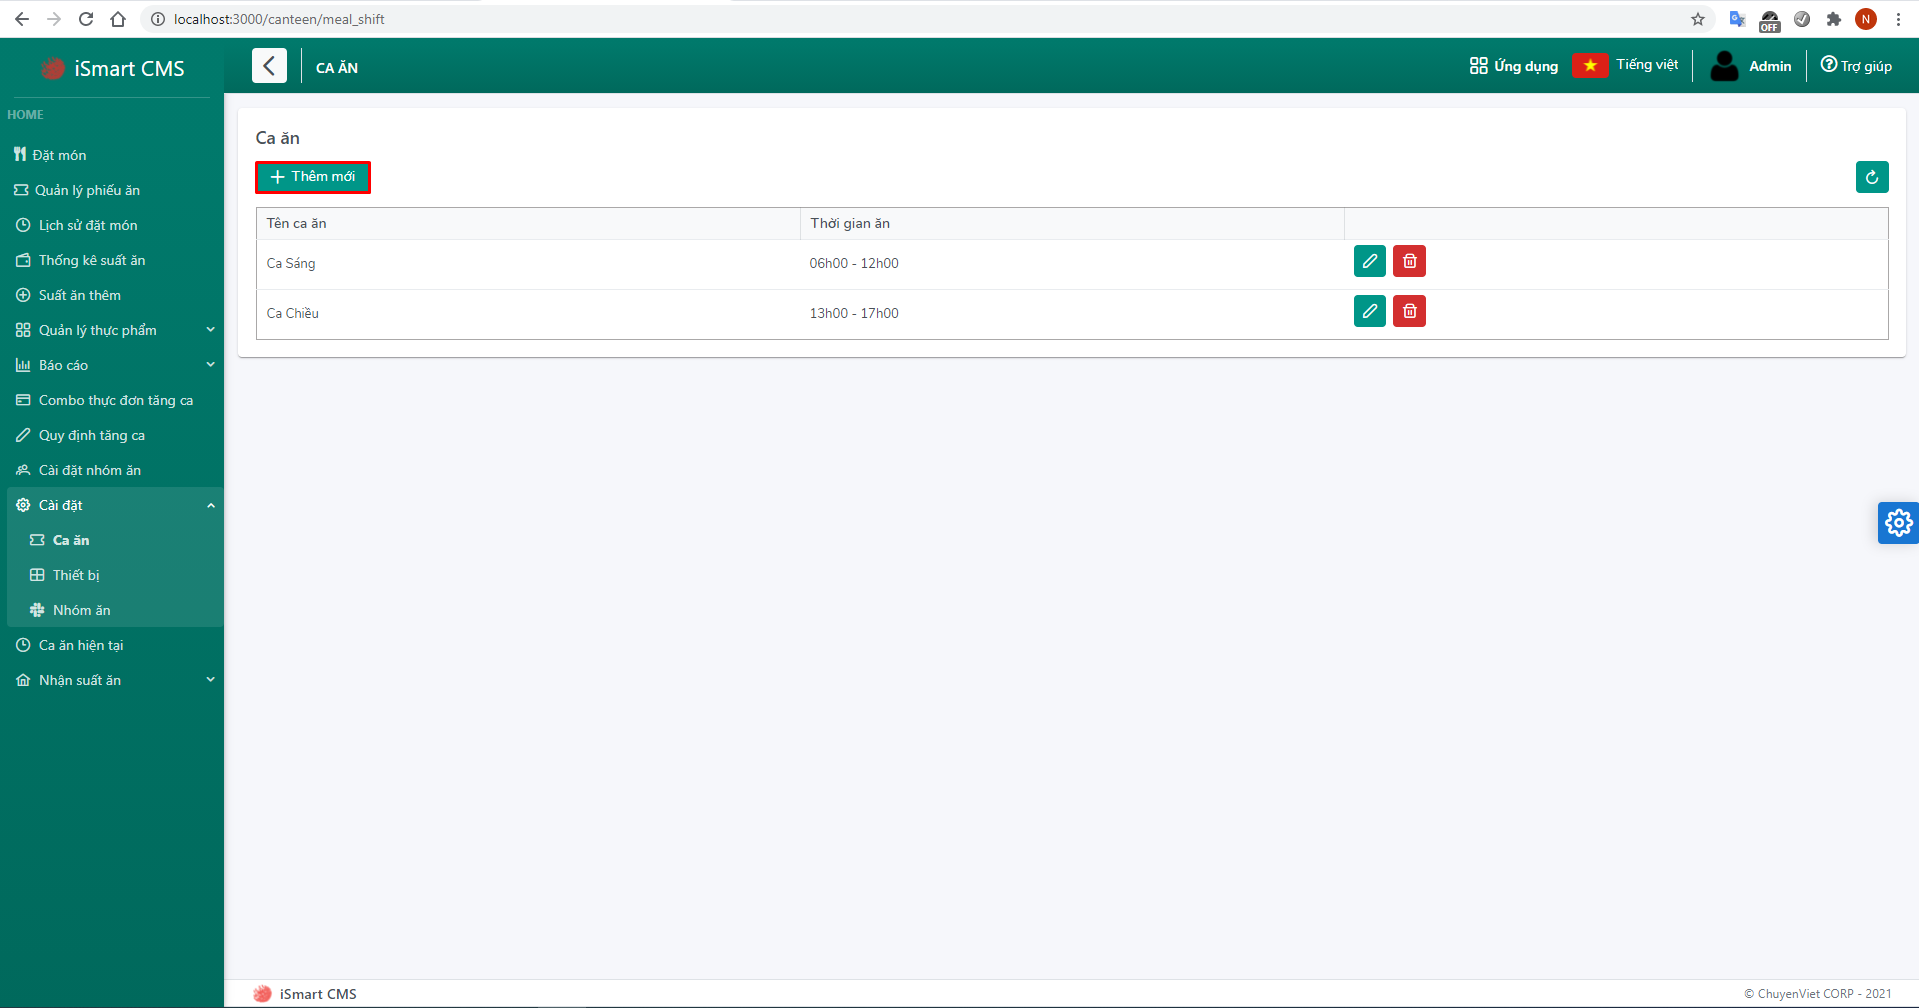 localhost:3000/canteen/meal_shift
N
OFF
iSmart CMS
CA ĂN
Ứng dụng
Tiếng việt
Admin
Trợ giúp
HOME
Đặt món
Quản lý phiếu ăn
Lịch sử đặt món
Thống kê suất ăn
Suất ăn thêm
Quản lý thực phẩm
Báo cáo
Combo thực đơn tăng ca
Quy định tăng ca
Cài đặt nhóm ăn
Cài đặt
Ca ăn
Thiết bị
Nhóm ăn
Ca ăn hiện tại
Nhận suất ăn
Ca ăn
Thêm mới
Tên ca ăn Thời gian ăn
Ca Sáng 06h00 - 12h00
Ca Chiều 13h00 - 17h00
iSmart CMS
© ChuyenViet CORP - 2021